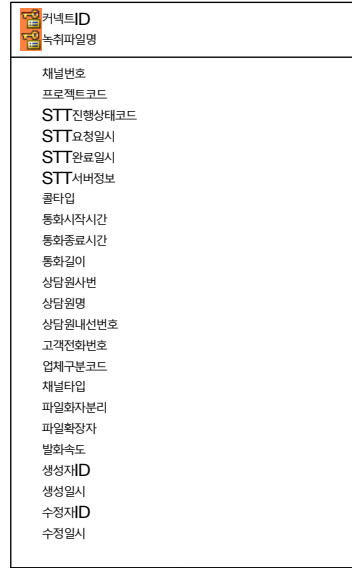 커넥트ID
녹취파일명
채널번호
프로젝트코드
STT진행상태코드
STT요청일시
STT완료일시
STT서버정보
콜타입
통화시작시간
통화종료시간
통화길이
상담원사번
상담원명
상담원내선번호
고객전화번호
업체구분코드
채널타입
파일화자분리
파일확장자
발화속도
생성자ID
생성일시
수정자ID
수정일시